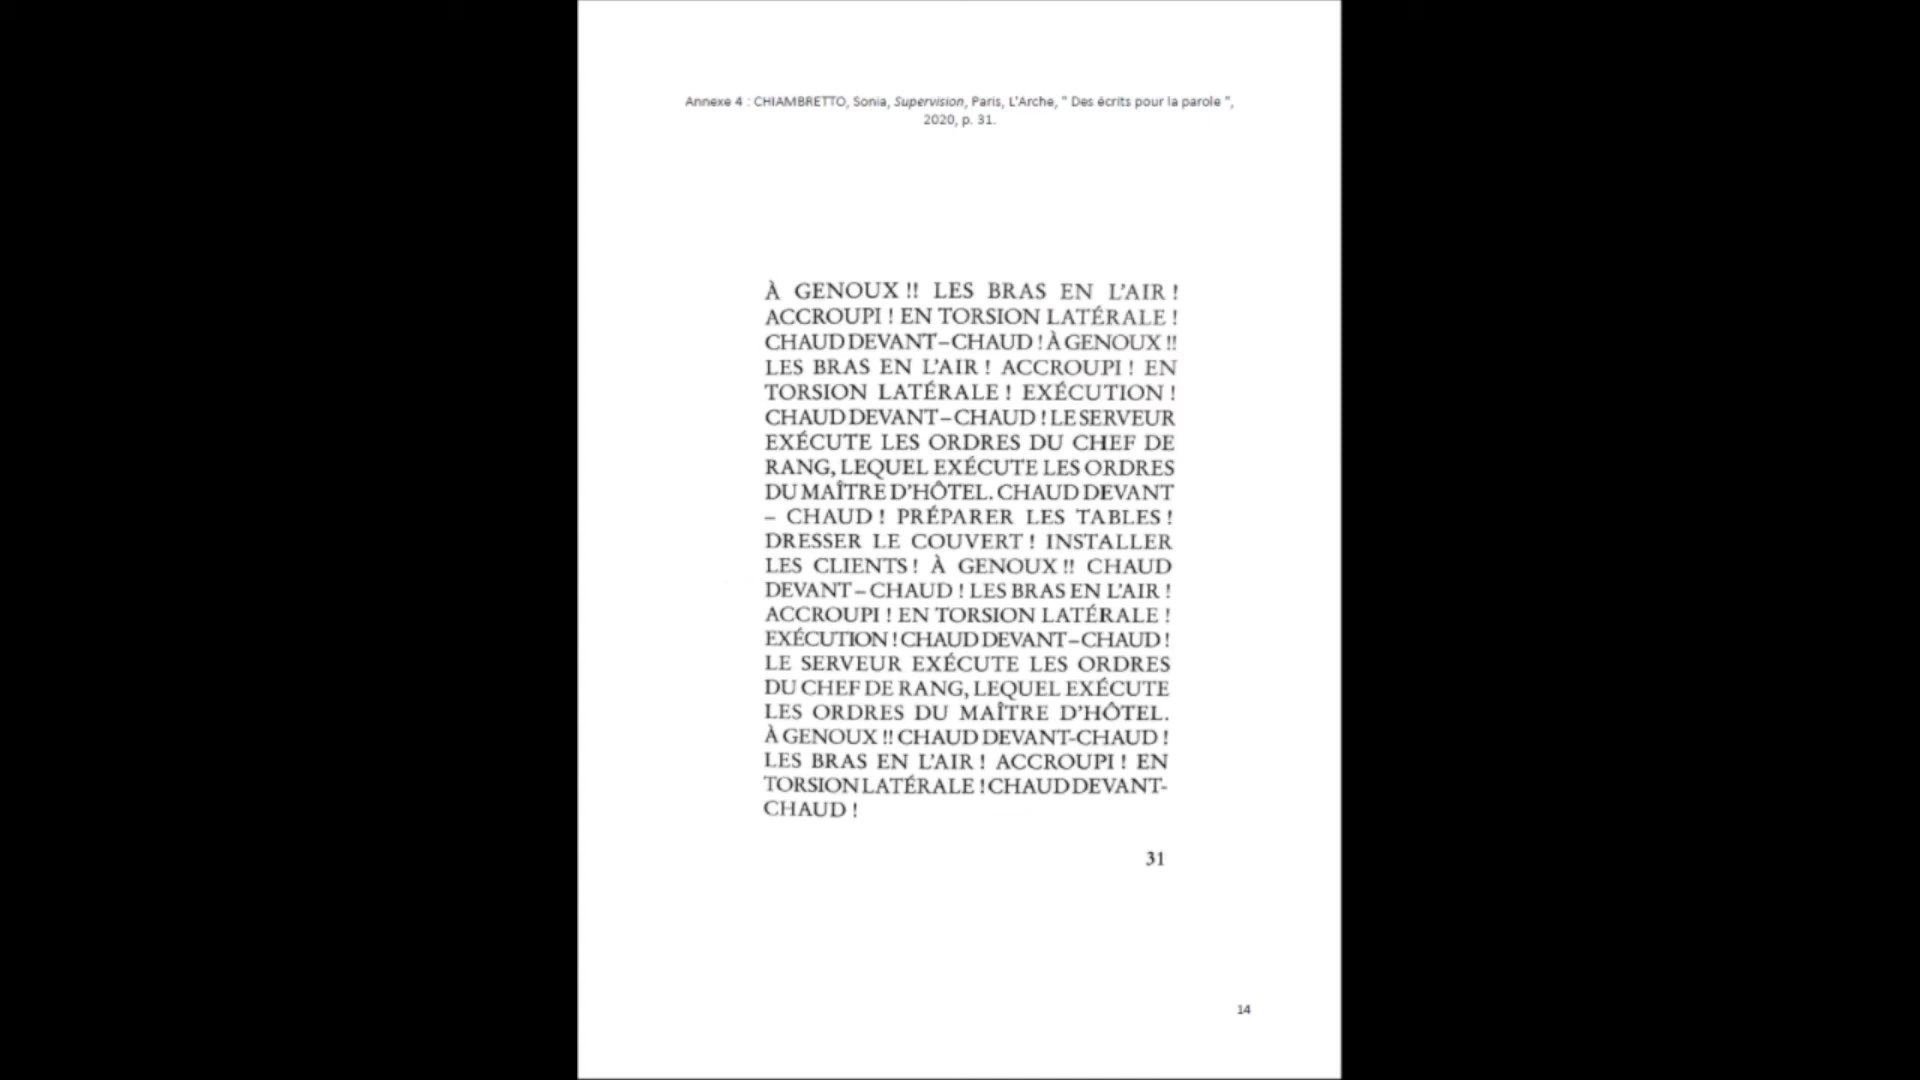 Annexe 4 : CHIAMBRETTO, Sonia, Supervision, Paris, L'Arche, " Des écrits pour la parole ",
2020, p. 31.
À GENOUX !! LES BRAS EN L'AIR !
ACCROUPI ! EN TORSION LATÉRALE !
CHAUD DEVANT – CHAUD ! À GENOUX !!
LES BRAS EN L'AIR ! ACCROUPI ! EN
TORSION LATÉRALE ! EXÉCUTION !
CHAUD DEVANT – CHAUD ! LE SERVEUR
EXÉCUTE LES ORDRES DU CHEF DE
RANG, LEQUEL EXÉCUTE LES ORDRES
DU MAÎTRE D'HÔTEL. CHAUD DEVANT
– CHAUD ! PRÉPARER LES TABLES !
DRESSER LE COUVERT ! INSTALLER
LES CLIENTS ! À GENOUX !! CHAUD
DEVANT – CHAUD ! LES BRAS EN L'AIR !
ACCROUPI ! EN TORSION LATÉRALE !
EXÉCUTION ! CHAUD DEVANT – CHAUD !
LE SERVEUR EXÉCUTE LES ORDRES
DU CHEF DE RANG, LEQUEL EXÉCUTE
LES ORDRES DU MAÎTRE D'HÔTEL.
À GENOUX !! CHAUD DEVANT-CHAUD !
LES BRAS EN L'AIR ! ACCROUPI ! EN
TORSION LATÉRALE ! CHAUD DEVANT-
CHAUD !
31
14